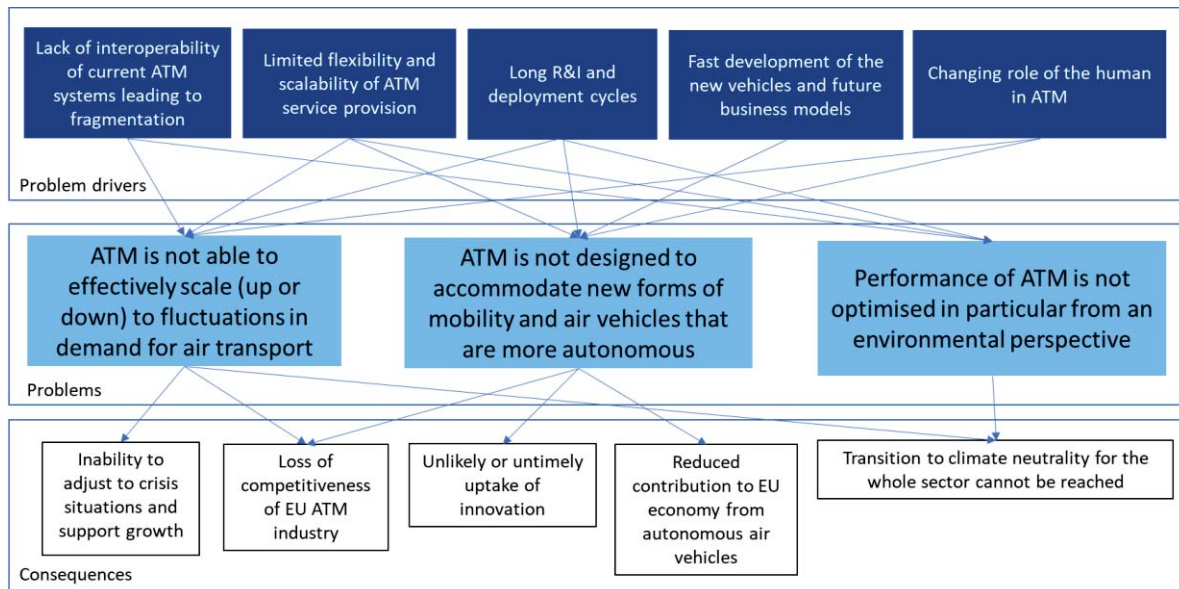 Lack of interoperability
of current ATM
systems leading to
fragmentation
Limited flexibility and
scalability of ATM
service provision
Long R&I and
deployment cycles
Fast development of the
new vehicles and future
business models
Changing role of the human
in ATM
Problem drivers
ATM is not able to
effectively scale (up or
down) to fluctuations in
demand for air transport
ATM is not designed to
accommodate new forms of
mobility and air vehicles that
are more autonomous
Performance of ATM is not
optimised in particular from an
environmental perspective
Problems
Inability to
adjust to crisis
situations and
support growth
Loss of
competitiveness
of EU ATM
industry
Unlikely or untimely
uptake of
innovation
Reduced
contribution to EU
economy from
autonomous air
vehicles
Transition to climate neutrality for the
whole sector cannot be reached
Consequences